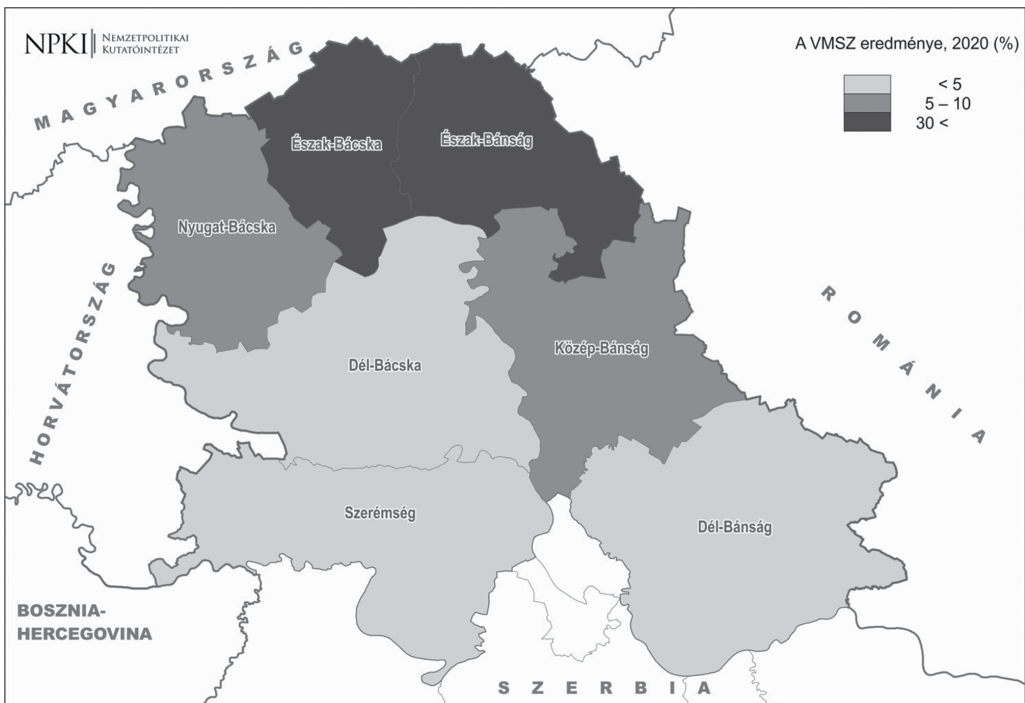 NPKI NEMZETPOLITIKAI
KUTATÓINTÉZET
A VMSZ eredménye, 2020 (%)
< 5
5 – 10
30 <
MAGYARORSZÁG
Észak-Bácska
Észak-Bánság
Nyugat-Bácska
HORVÁTORSZÁG
ROMÁNIA
Közép-Bánság
Dél-Bácska
Szerémség
Dél-Bánság
BOSZNIA-
HERCEGOVINA
SZERBIA